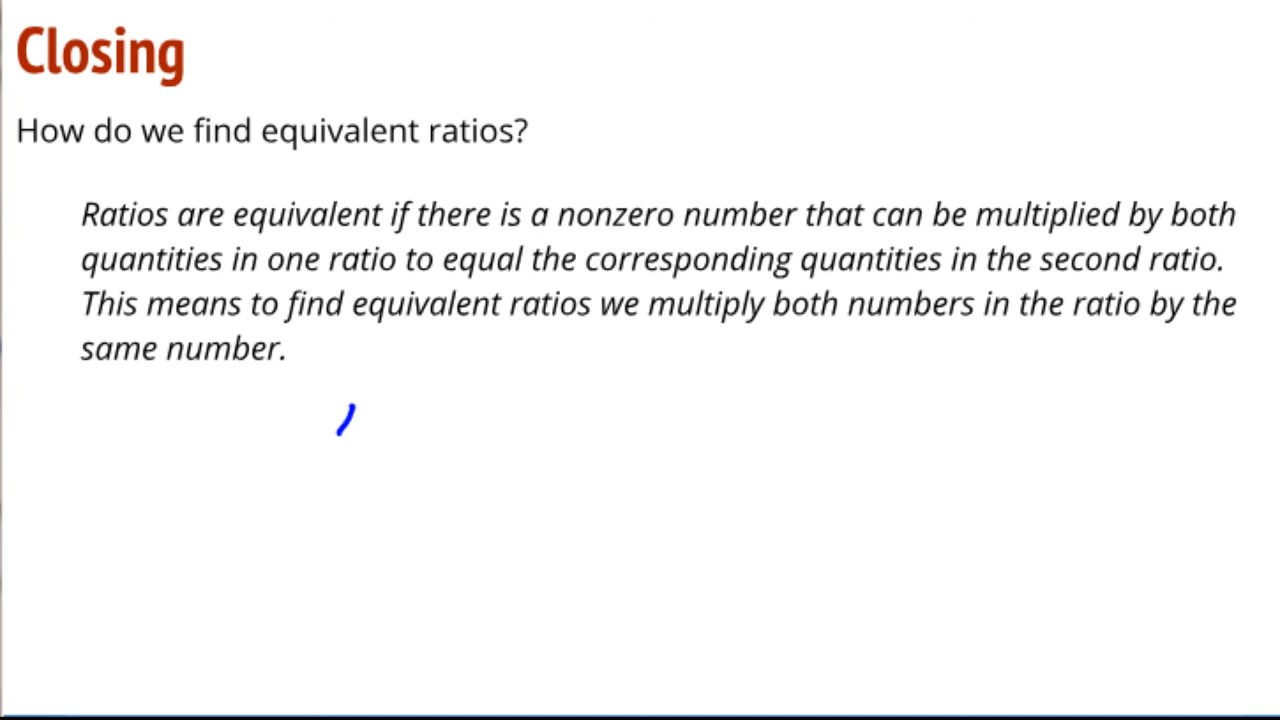 Closing
How do we find equivalent ratios?
Ratios are equivalent if there is a nonzero number that can be multiplied by both
quantities in one ratio to equal the corresponding quantities in the second ratio.
This means to find equivalent ratios we multiply both numbers in the ratio by the
same number.